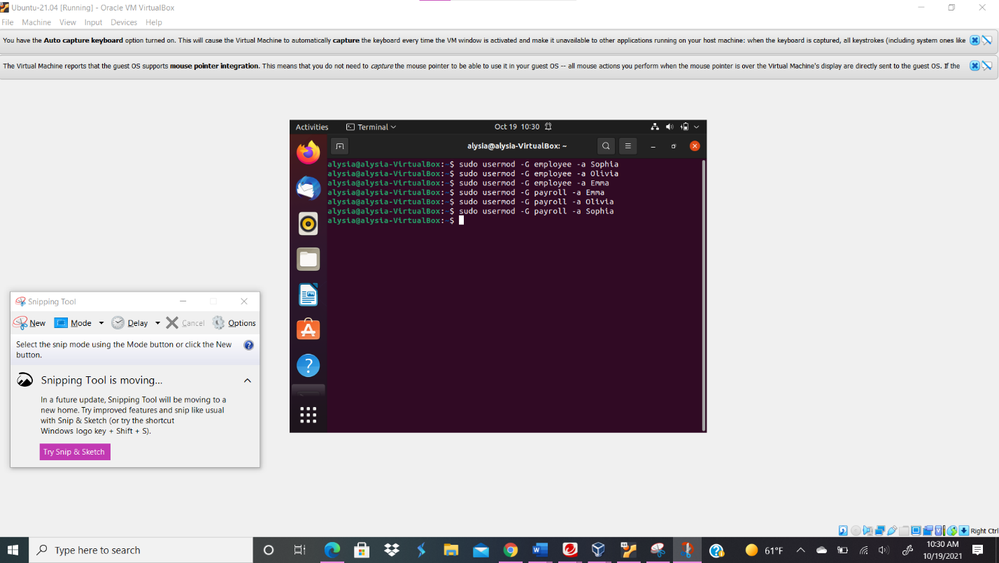 Ubuntu-21.04 [Running] - Oracle VM VirtualBox
File Machine View Input Devices Help
You have the Auto capture keyboard option turned on. This will cause the Virtual Machine to automatically capture the keyboard every time the VM window is activated and make it unavailable to other applications running on your host machine: when the keyboard is captured, all keystrokes (including system ones like
The Virtual Machine reports that the guest OS supports mouse pointer integration. This means that you do not need to capture the mouse pointer to be able to use it in your guest OS -- all mouse actions you perform when the mouse pointer is over the Virtual Machine's display are directly sent to the guest OS. If the
Activities Terminal Oct 19 10:30
alysia@alysia-VirtualBox: ~
alysia@alysia-VirtualBox:~$ sudo usermod -G employee -a Sophia
alysia@alysia-VirtualBox:~$ sudo usermod -G employee -a Olivia
alysia@alysia-VirtualBox:~$ sudo usermod -G employee -a Emma
alysia@alysia-VirtualBox:~$ sudo usermod -G payroll -a Emma
alysia@alysia-VirtualBox:~$ sudo usermod -G payroll -a Olivia
alysia@alysia-VirtualBox:~$ sudo usermod -G payroll -a Sophia
alysia@alysia-VirtualBox:~$
Snipping Tool
New Mode Delay Cancel Options
Select the snip mode using the Mode button or click the New
button.
Snipping Tool is moving...
In a future update, Snipping Tool will be moving to a
new home. Try improved features and snip like usual
with Snip & Sketch (or try the shortcut
Windows logo key + Shift + S).
Try Snip & Sketch
Right Ctrl
Type here to search
61°F
10:30 AM
10/19/2021